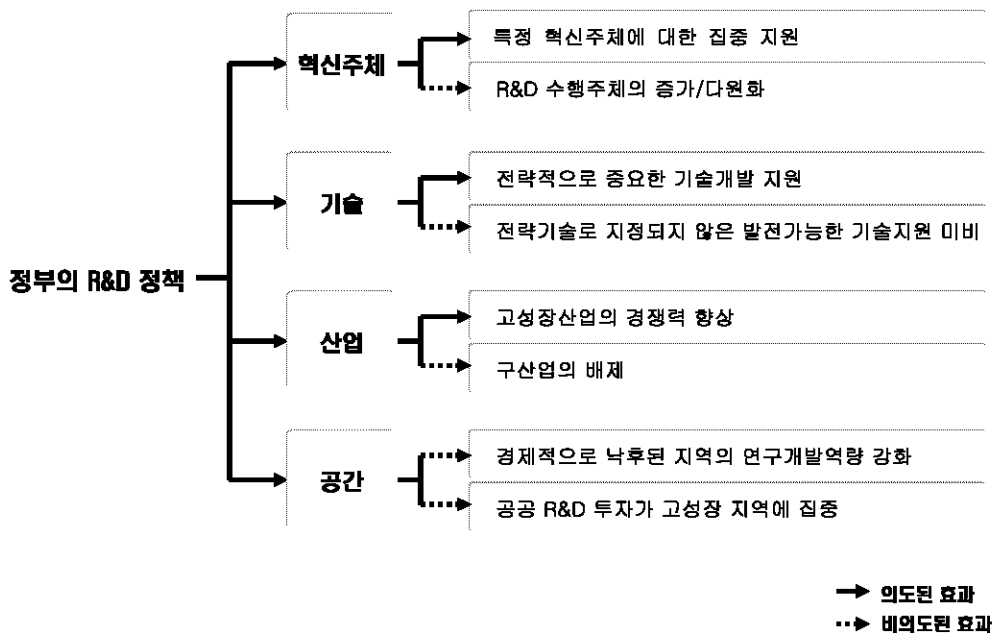 혁신주체
특정 혁신주체에 대한 집중 지원
R&D 수행주체의 증가/다원화
기술
전략적으로 중요한 기술개발 지원
전략기술로 지정되지 않은 발전가능한 기술지원 미비
정부의 R&D 정책
산업
고성장산업의 경쟁력 향상
구산업의 배제
공간
경제적으로 낙후된 지역의 연구개발역량 강화
공공 R&D 투자가 고성장 지역에 집중
의도된 효과
비의도된 효과